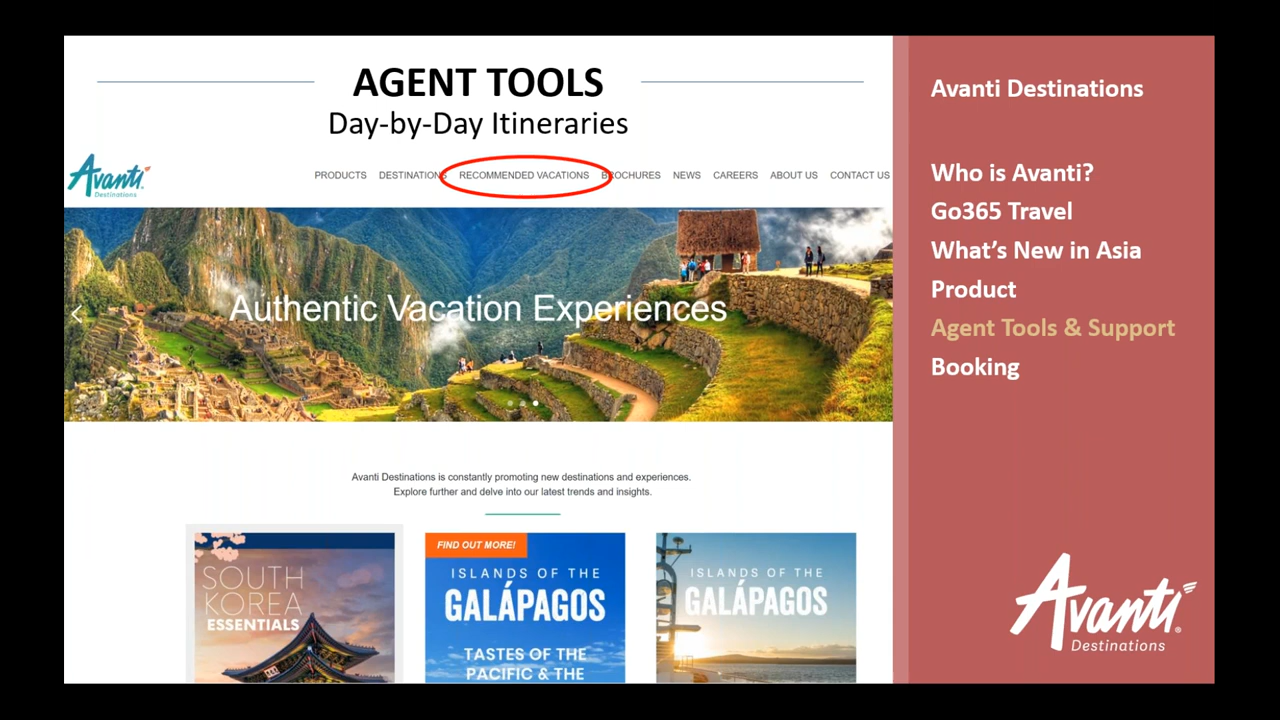 AGENT TOOLS
Day-by-Day Itineraries
Avanti
Destinations
PRODUCTS DESTINATIONS RECOMMENDED VACATIONS BROCHURES NEWS CAREERS ABOUT US CONTACT US
Authentic Vacation Experiences
Avanti Destinations is constantly promoting new destinations and experiences.
Explore further and delve into our latest trends and insights.
SOUTH
KOREA
ESSENTIALS
FIND OUT MORE!
ISLANDS OF THE
GALÁPAGOS
TASTES OF THE
PACIFIC & THE
ISLANDS OF THE
GALÁPAGOS
Avanti Destinations
Who is Avanti?
Go365 Travel
What's New in Asia
Product
Agent Tools & Support
Booking
Avanti®
Destinations